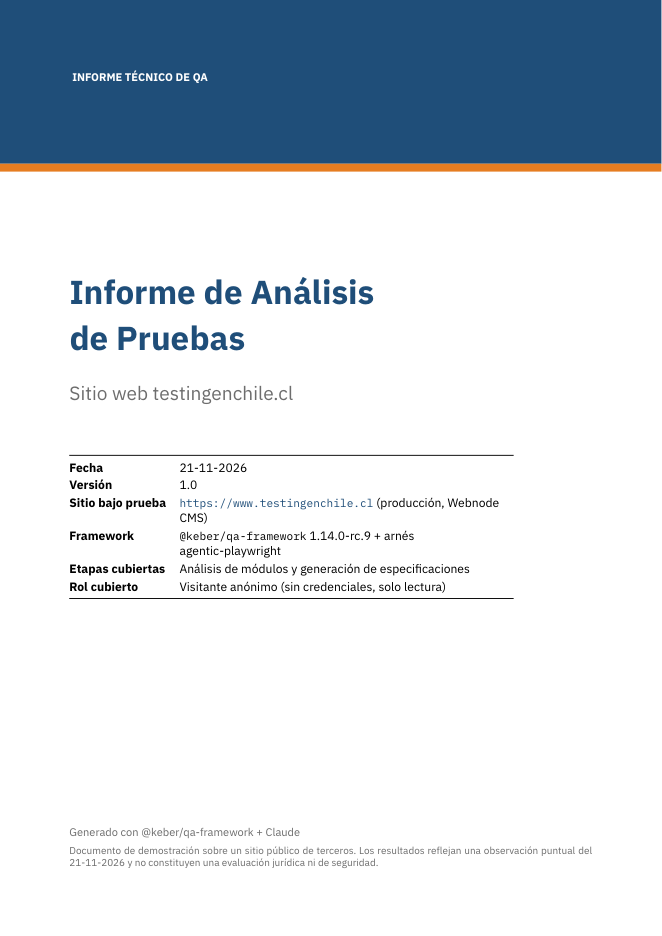 INFORME TÉCNICO DE QA
Informe de Análisis
de Pruebas
Sitio web testingenchile.cl
Fecha 21-11-2026
Versión 1.0
Sitio bajo prueba https://www.testingenchile.cl (producción, Webnode
CMS)
Framework @keber/qa-framework 1.14.0-rc.9 + arnés
agentic-playwright
Etapas cubiertas Análisis de módulos y generación de especificaciones
Rol cubierto Visitante anónimo (sin credenciales, solo lectura)
Generado con @keber/qa-framework + Claude
Documento de demostración sobre un sitio público de terceros. Los resultados reflejan una observación puntual del
21-11-2026 y no constituyen una evaluación jurídica ni de seguridad.